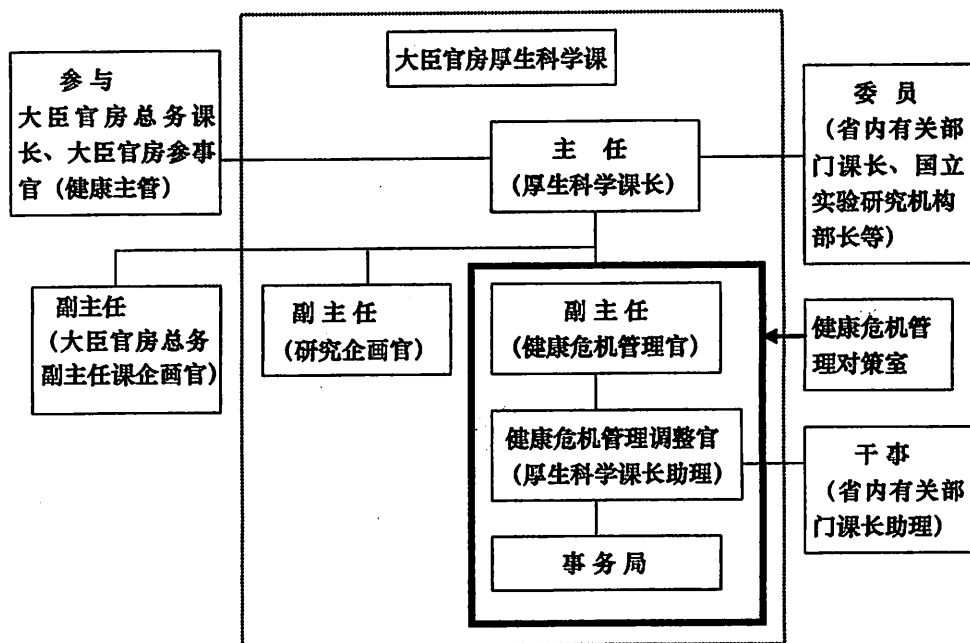 大臣官房厚生科学课
参与
大臣官房总务课
长、大臣官房参事
官（健康主管）
主 任
（厚生科学课长）
委 员
（省内有关部
门课长、国立
实验研究机构
部长等）
副主任
（大臣官房总务
副主任课企画官）
副 主 任
（研究企画官）
副 主 任
（健康危机管理官）
健康危机管
理对策室
健康危机管理调整官
（厚生科学课长助理）
干 事
（省内有关部
门课长助理）
事 务 局